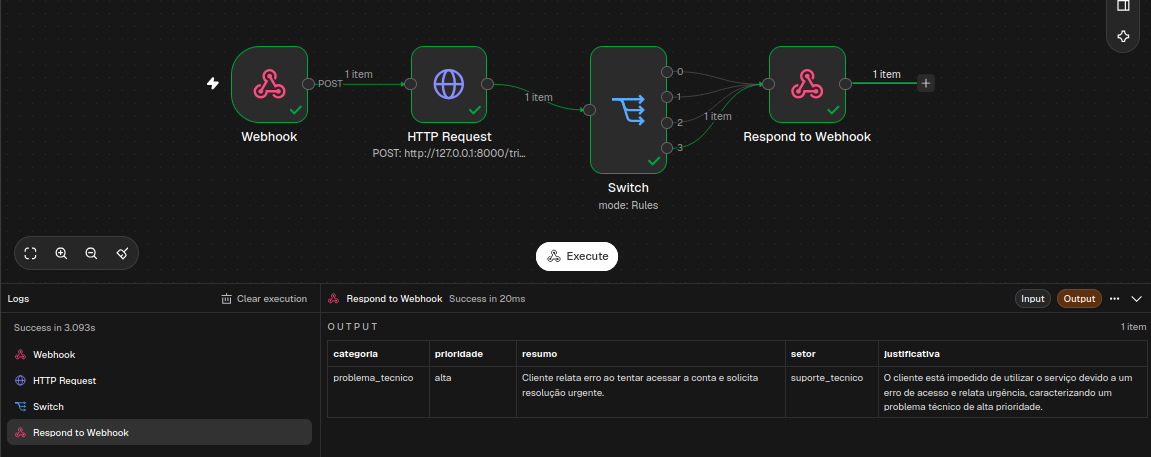 POST
1 item
1 item
0
1
2
3
1 item
1 item
Webhook
HTTP Request
POST: http://127.0.0.1:8000/tri...
Switch
mode: Rules
Respond to Webhook
Execute
Logs
Clear execution
Success in 3.093s
Webhook
HTTP Request
Switch
Respond to Webhook
Respond to Webhook Success in 20ms
Input
Output
OUTPUT
1 item
categoria
prioridade
resumo
setor
justificativa
problema_tecnico
alta
Cliente relata erro ao tentar acessar a conta e solicita
resolução urgente.
suporte_tecnico
O cliente está impedido de utilizar o serviço devido a um
erro de acesso e relata urgência, caracterizando um
problema técnico de alta prioridade.